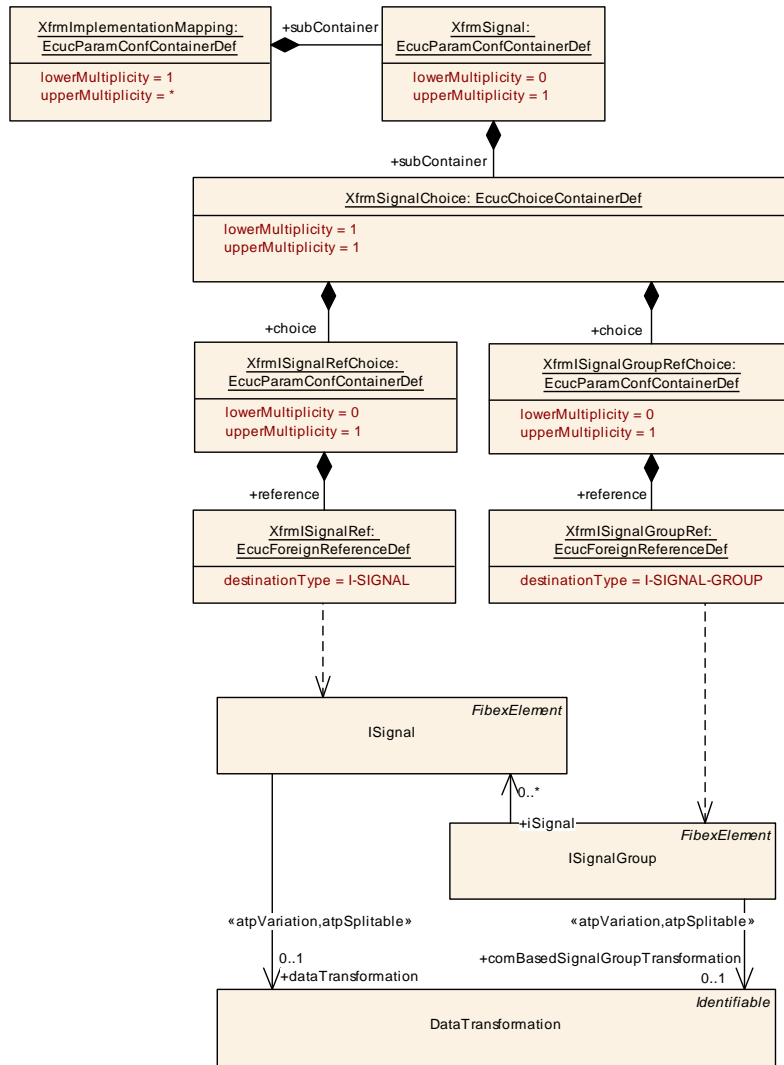 XfrmImplementationMapping:
EcucParamConfContainerDef
lowerMultiplicity = 1
upperMultiplicity = *
+subContainer
XfrmSignal:
EcucParamConfContainerDef
lowerMultiplicity = 0
upperMultiplicity = 1
+subContainer
XfrmSignalChoice: EcucChoiceContainerDef
lowerMultiplicity = 1
upperMultiplicity = 1
+choice
+choice
XfrmISignalRefChoice:
EcucParamConfContainerDef
lowerMultiplicity = 0
upperMultiplicity = 1
XfrmISignalGroupRefChoice:
EcucParamConfContainerDef
lowerMultiplicity = 0
upperMultiplicity = 1
+reference
+reference
XfrmISignalRef:
EcucForeignReferenceDef
destinationType = I-SIGNAL
XfrmISignalGroupRef:
EcucForeignReferenceDef
destinationType = I-SIGNAL-GROUP
FibexElement
ISignal
0..*
+iSignal
FibexElement
ISignalGroup
«atpVariation,atpSplitable»
0..1
+dataTransformation
«atpVariation,atpSplitable»
+comBasedSignalGroupTransformation
0..1
Identifiable
DataTransformation